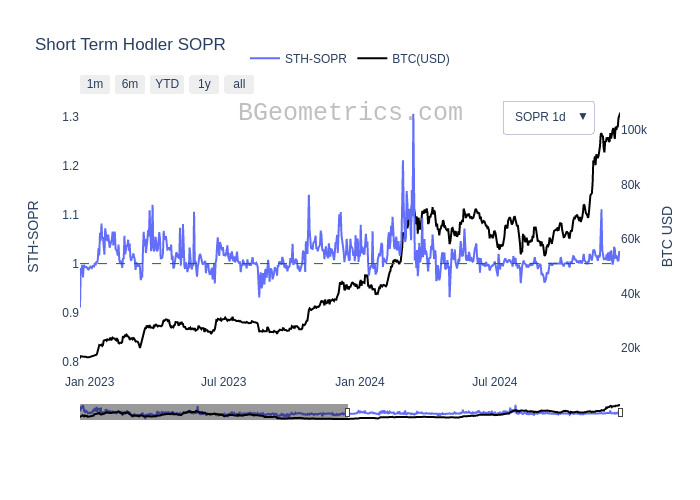 Short Term Hodler SOPR
STH-SOPR
BTC(USD)
1m
6m
YTD
1y
all
BGeometrics.com
SOPR 1d ▼
1.3
1.2
1.1
1
0.9
0.8
STH-SOPR
100k
80k
60k
40k
20k
BTC USD
Jan 2023
Jul 2023
Jan 2024
Jul 2024